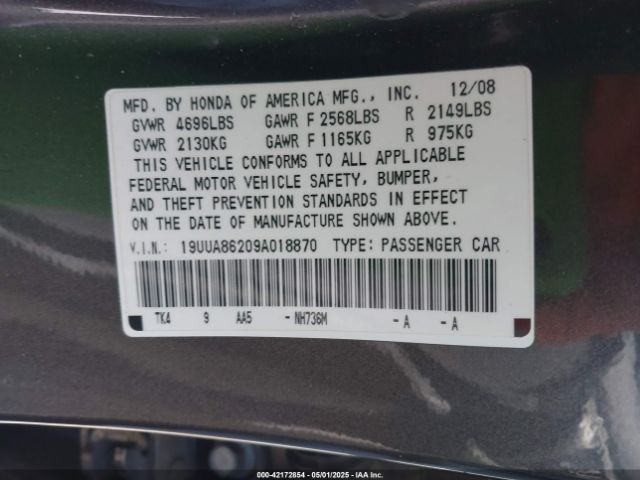 MFD. BY HONDA OF AMERICA MFG., INC. 12/08
GVWR 4696LBS GAWR F 2568LBS R 2149LBS
GVWR 2130KG GAWR F 1165KG R 975KG
THIS VEHICLE CONFORMS TO ALL APPLICABLE
FEDERAL MOTOR VEHICLE SAFETY, BUMPER,
AND THEFT PREVENTION STANDARDS IN EFFECT
ON THE DATE OF MANUFACTURE SHOWN ABOVE.
V.I.N.: 19UUA86209A018870 TYPE: PASSENGER CAR
TK4 9 AA5 - NH736M - A - A
000-42172854 - 05/01/2025 - IAA Inc.